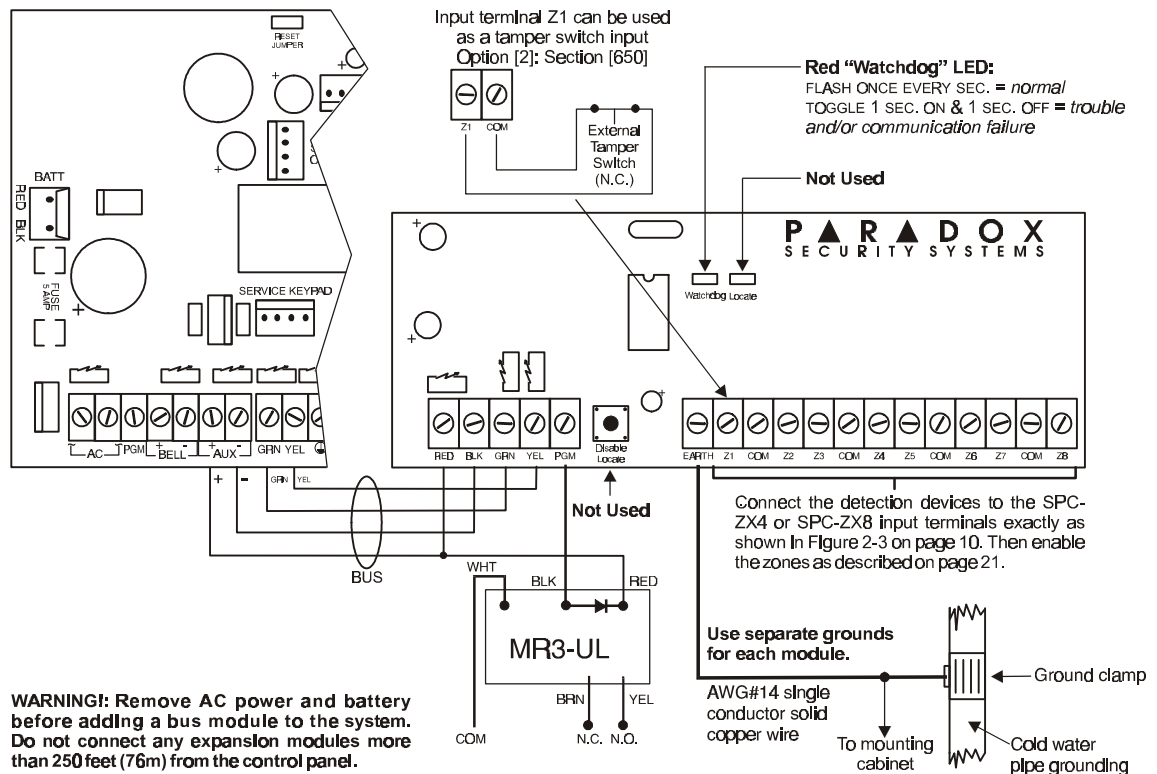 Input terminal Z1 can be used
as a tamper switch input
Option [2]: Section [650]
Z1 COM
External
Tamper
Switch
(N.C.)
RESET
JUMPER
BATT
RED BLK
FUSE
5 AMP
SERVICE KEYPAD
AC PGM BELL AUX GRN YEL
+ - + -
GRN YEL
BUS
Red “Watchdog” LED:
FLASH ONCE EVERY SEC. = normal
TOGGLE 1 SEC. ON & 1 SEC. OFF = trouble
and/or communication failure
Not Used
PARADOX
SECURITY SYSTEMS
Watchdog Locate
RED BLK GRN YEL PGM
Disable
Locate
Not Used
EARTH Z1 COM Z2 Z3 COM Z4 Z5 COM Z6 Z7 COM Z8
Connect the detection devices to the SPC-
ZX4 or SPC-ZX8 input terminals exactly as
shown in Figure 2-3 on page 10. Then enable
the zones as described on page 21.
WHT BLK RED
MR3-UL
BRN YEL
COM N.C. N.O.
Use separate grounds
for each module.
AWG#14 single
conductor solid
copper wire
To mounting
cabinet
Ground clamp
Cold water
pipe grounding
WARNING!: Remove AC power and battery
before adding a bus module to the system.
Do not connect any expansion modules more
than 250 feet (76m) from the control panel.